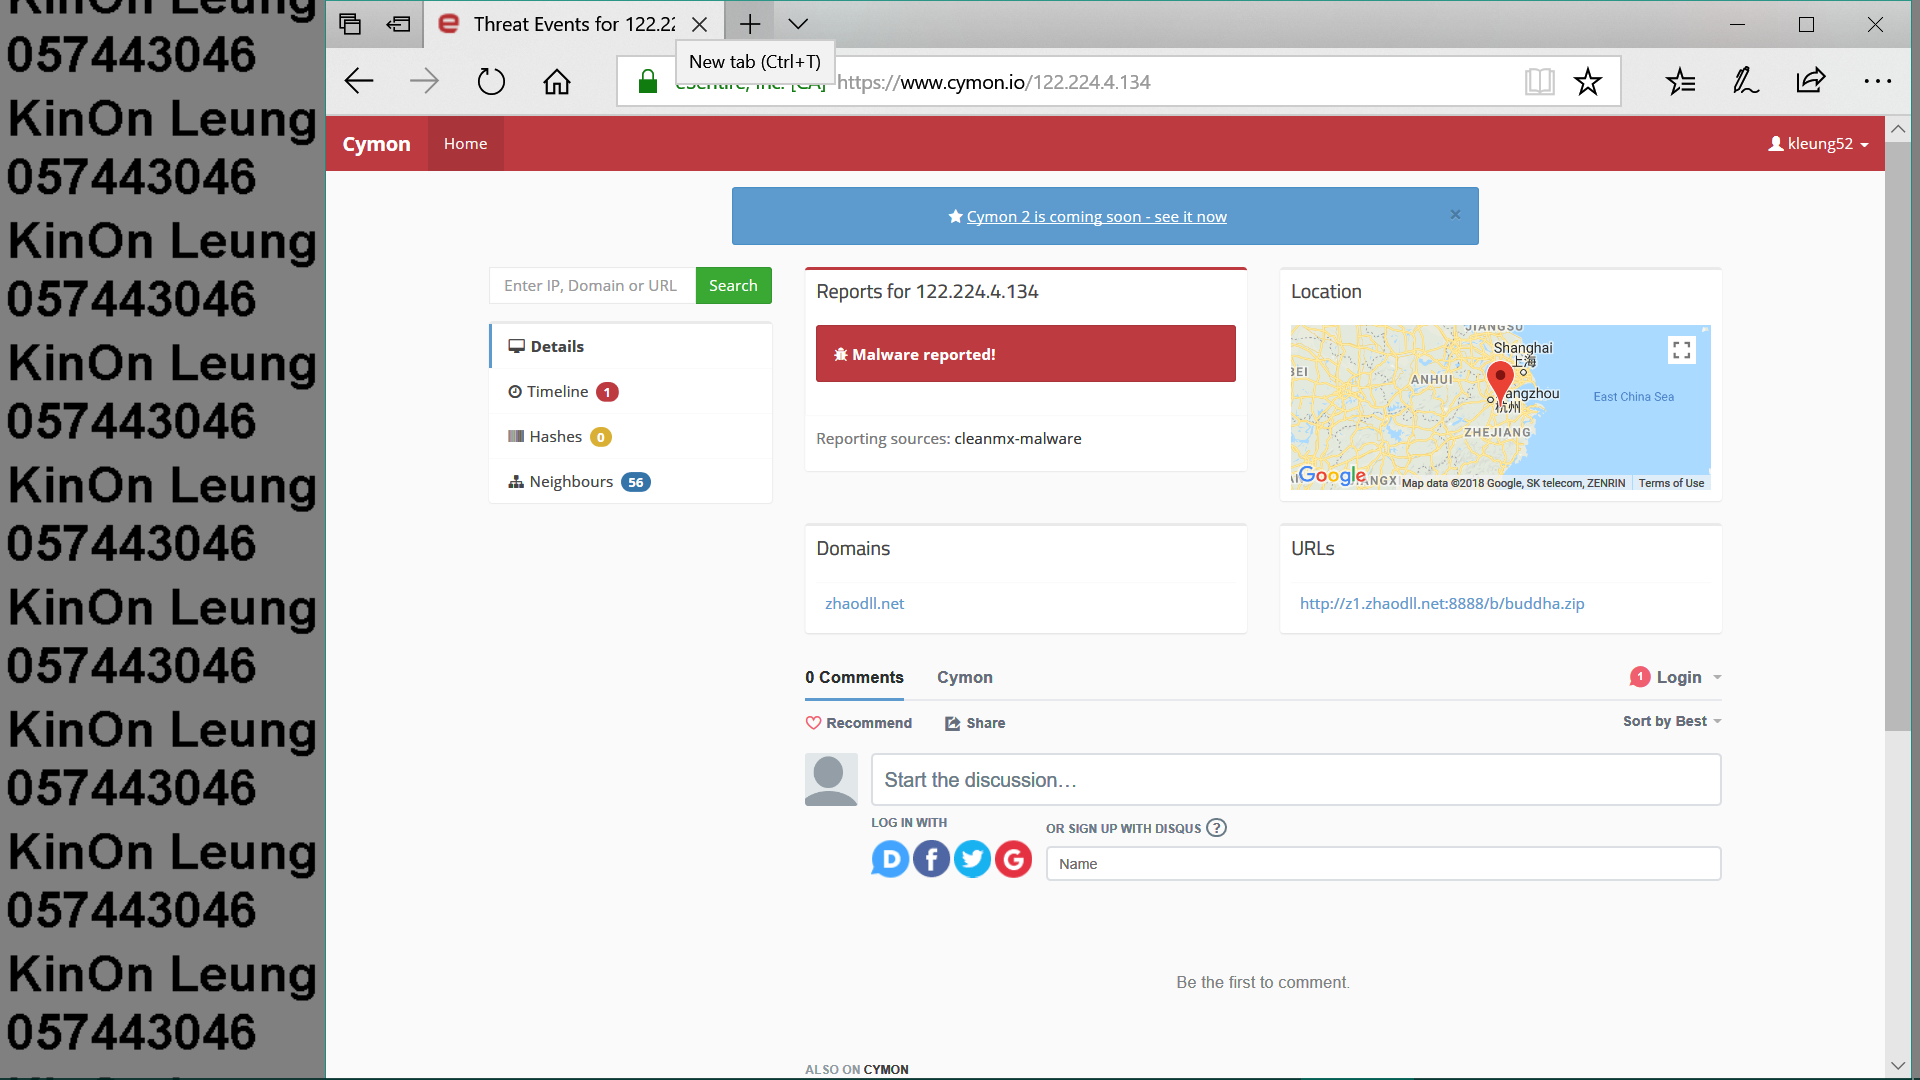 KinOn Leung
057443046
KinOn Leung
057443046
KinOn Leung
057443046
KinOn Leung
057443046
KinOn Leung
057443046
KinOn Leung
057443046
KinOn Leung
057443046
KinOn Leung
057443046
KinOn Leung
057443046
Threat Events for 122.22
New tab (Ctrl+T)
eSentire, Inc. [CA] https://www.cymon.io/122.224.4.134
Cymon Home kleung52
Cymon 2 is coming soon - see it now ×
Enter IP, Domain or URL Search
Details
Timeline 1
Hashes 0
Neighbours 56
Reports for 122.224.4.134
Malware reported!
Reporting sources: cleanmx-malware
Location
JIANGSU
Shanghai
上海
BEI
ANHUI
angzhou
杭州
East China Sea
ZHEJIANG
Google
NGX
Map data ©2018 Google, SK telecom, ZENRIN Terms of Use
Domains
zhaodll.net
URLs
http://z1.zhaodll.net:8888/b/buddha.zip
0 Comments Cymon 1 Login
Recommend Share Sort by Best
Start the discussion…
LOG IN WITH
OR SIGN UP WITH DISQUS ?
D f G
Name
Be the first to comment.
ALSO ON CYMON